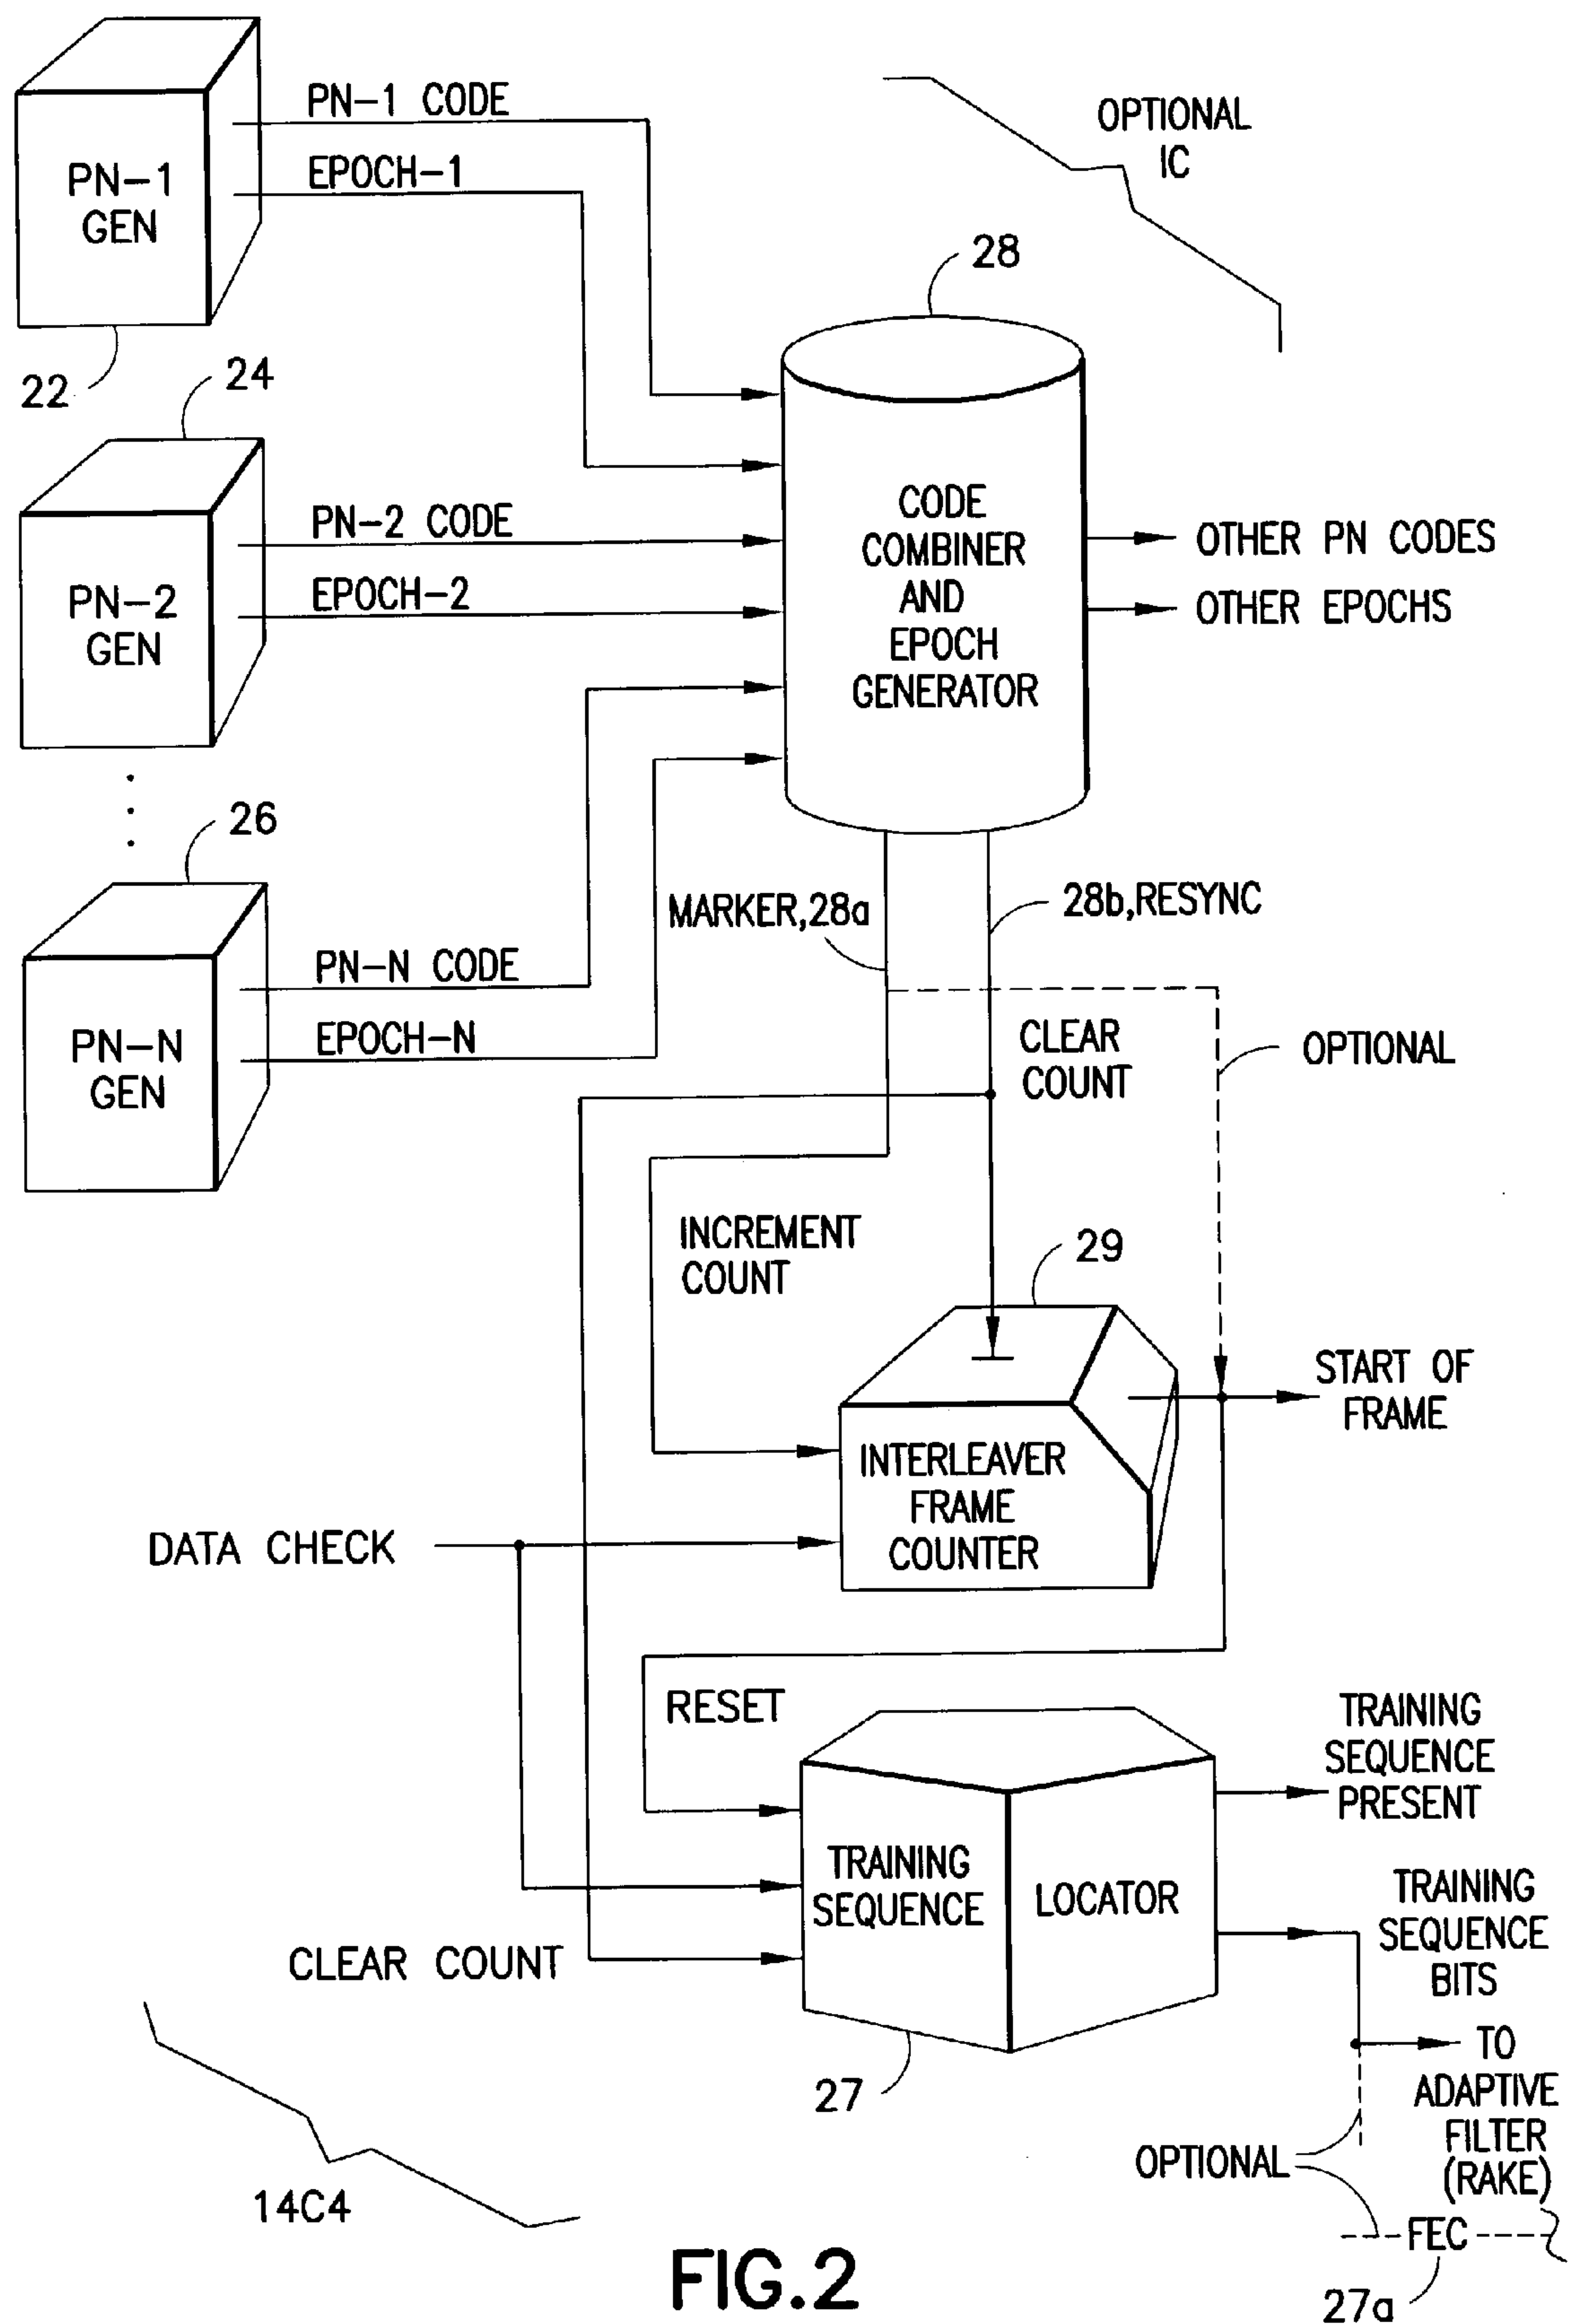 PN-1 CODE
EPOCH-1
PN-1
GEN
22
OPTIONAL
IC
28
24
PN-2 CODE
EPOCH-2
PN-2
GEN
CODE
COMBINER
AND
EPOCH
GENERATOR
OTHER PN CODES
OTHER EPOCHS
26
PN-N CODE
EPOCH-N
PN-N
GEN
MARKER,28a
28b,RESYNC
CLEAR
COUNT
OPTIONAL
INCREMENT
COUNT
29
START OF
FRAME
INTERLEAVER
FRAME
COUNTER
DATA CHECK
RESET
TRAINING
SEQUENCE
PRESENT
TRAINING
SEQUENCE
LOCATOR
TRAINING
SEQUENCE
BITS
CLEAR COUNT
27
TO
ADAPTIVE
FILTER
(RAKE)
OPTIONAL
FEC
27a
14C4
FIG.2